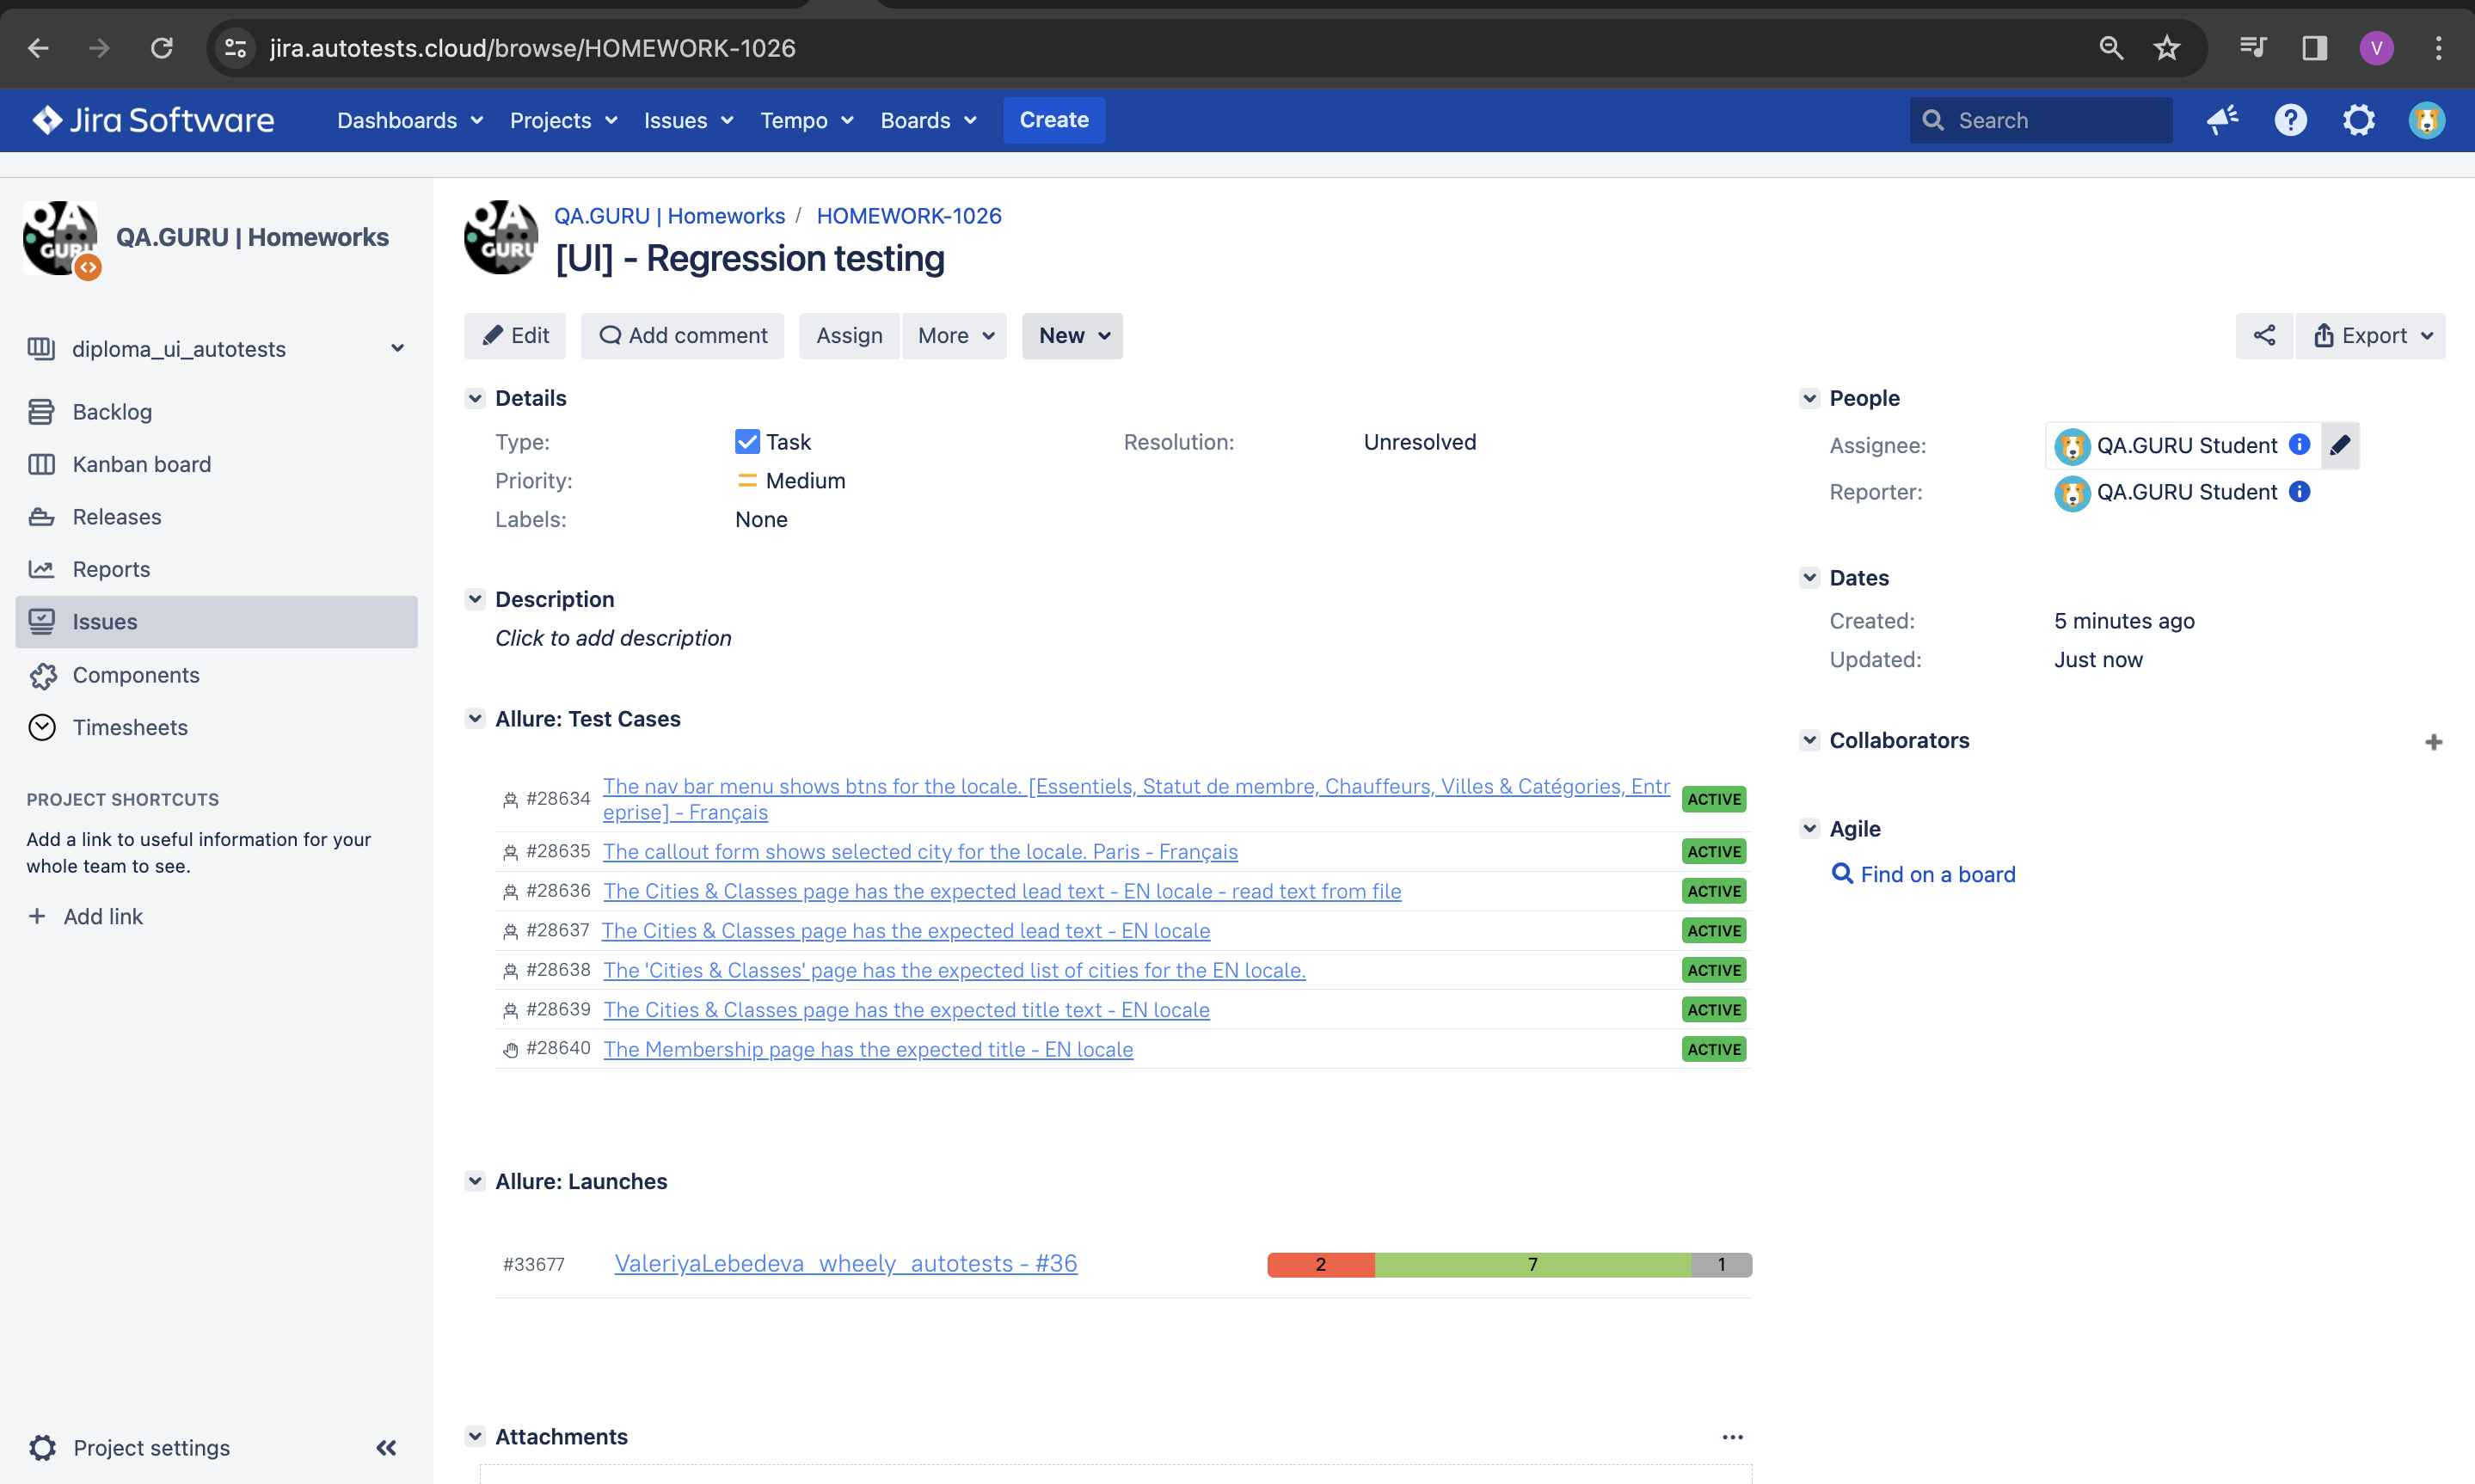 jira.autotests.cloud/browse/HOMEWORK-1026
V
Jira Software
Dashboards
Projects
Issues
Tempo
Boards
Create
Search
QA
GURU
QA.GURU | Homeworks
diploma_ui_autotests
Backlog
Kanban board
Releases
Reports
Issues
Components
Timesheets
PROJECT SHORTCUTS
Add a link to useful information for your
whole team to see.
Add link
Project settings
QA
GURU
QA.GURU | Homeworks / HOMEWORK-1026
[UI] - Regression testing
Edit
Add comment
Assign
More
New
Export
Details
Type: Task
Resolution: Unresolved
Priority: Medium
Labels: None
Description
Click to add description
Allure: Test Cases
#28634 The nav bar menu shows btns for the locale. [Essentiels, Statut de membre, Chauffeurs, Villes & Catégories, Entr
eprise] - Français ACTIVE
#28635 The callout form shows selected city for the locale. Paris - Français ACTIVE
#28636 The Cities & Classes page has the expected lead text - EN locale - read text from file ACTIVE
#28637 The Cities & Classes page has the expected lead text - EN locale ACTIVE
#28638 The 'Cities & Classes' page has the expected list of cities for the EN locale. ACTIVE
#28639 The Cities & Classes page has the expected title text - EN locale ACTIVE
#28640 The Membership page has the expected title - EN locale ACTIVE
Allure: Launches
#33677 ValeriyaLebedeva_wheely_autotests - #36 2 7 1
Attachments
People
Assignee: QA.GURU Student
Reporter: QA.GURU Student
Dates
Created: 5 minutes ago
Updated: Just now
Collaborators
Agile
Find on a board